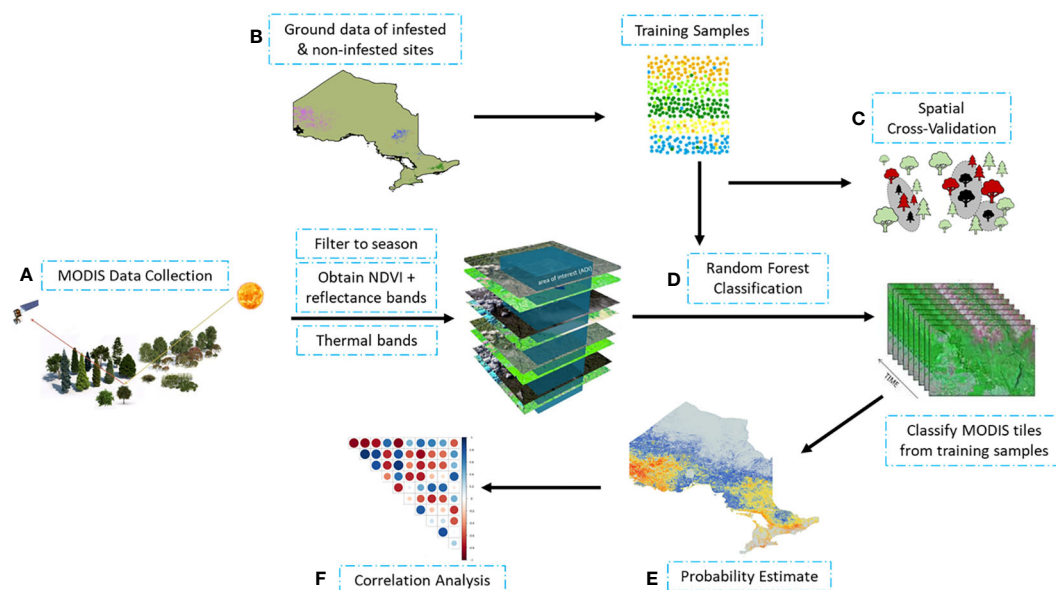 B
Ground data of infested
& non-infested sites
Training Samples
C
Spatial
Cross-Validation
A
MODIS Data Collection
Filter to season
Obtain NDVI +
reflectance bands
Thermal bands
area of interest (AOI)
D
Random Forest
Classification
TIME
Classify MODIS tiles
from training samples
F
Correlation Analysis
E
Probability Estimate